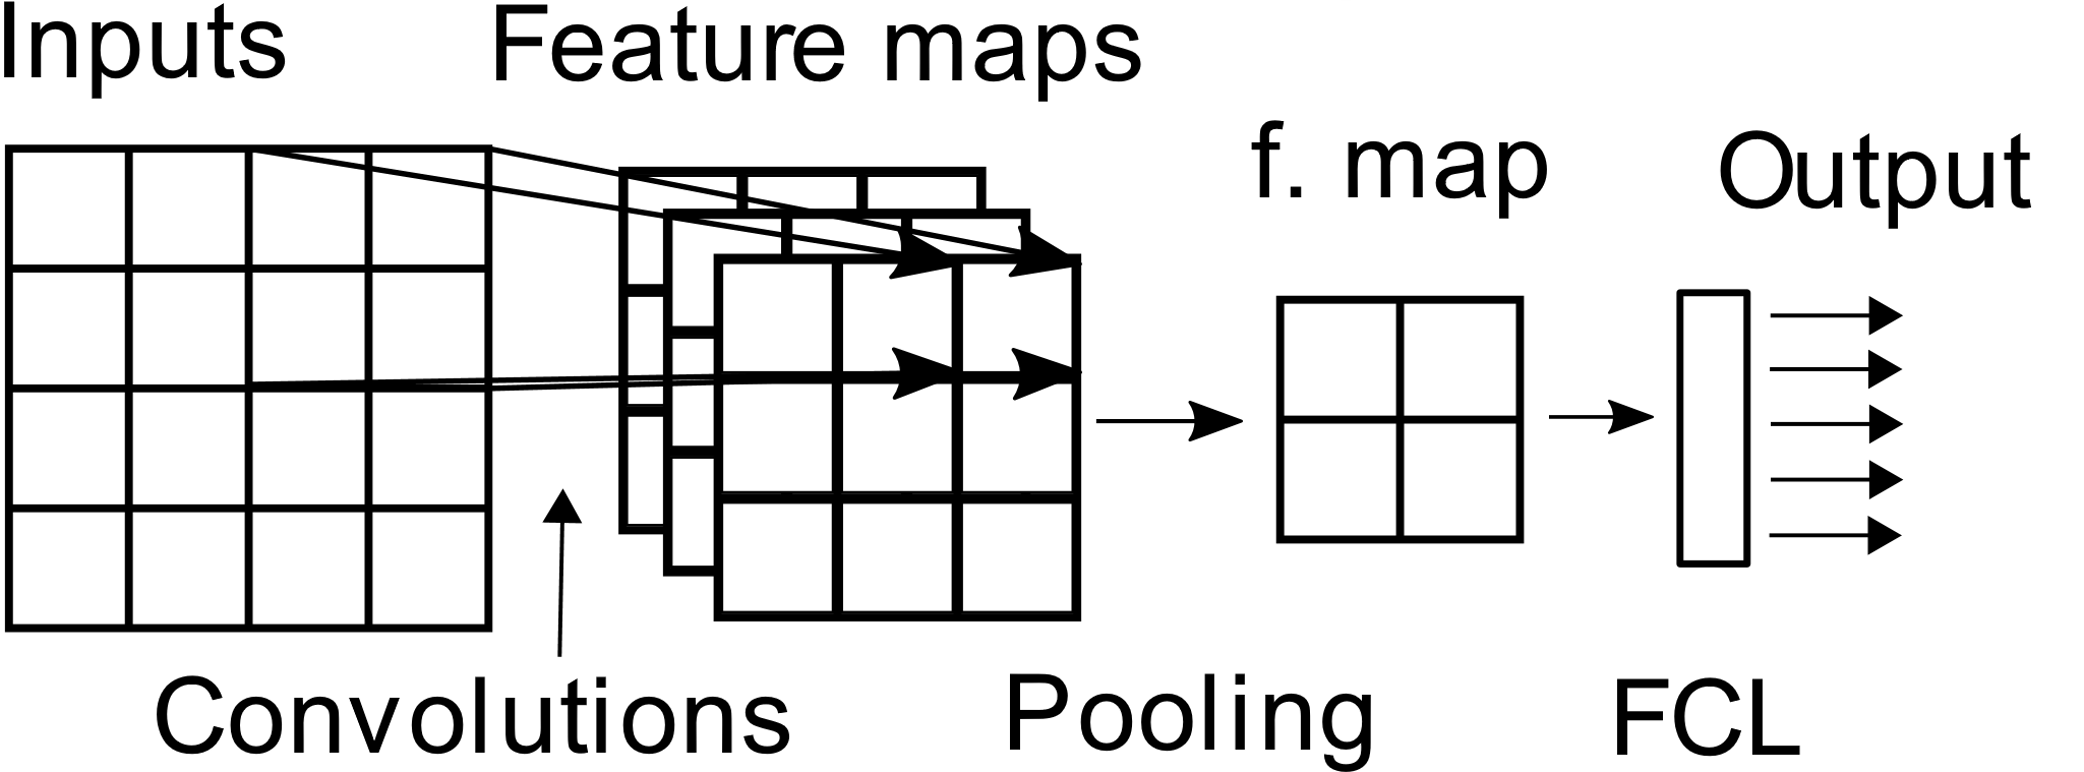 Inputs
Feature maps
f. map
Output
Convolutions
Pooling
FCL